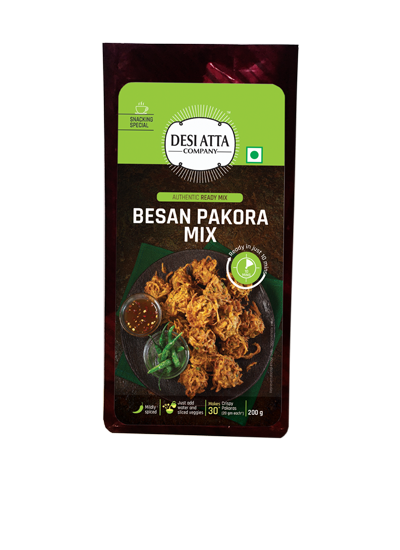 SNACKING
SPECIAL
DESI ATTA
COMPANY
AUTHENTIC READY MIX
BESAN PAKORA
MIX
Ready in just 10 mins
Mildly
spiced
Just add
water and
sliced veggies
Makes
30+
Crispy
Pakoras
200 g